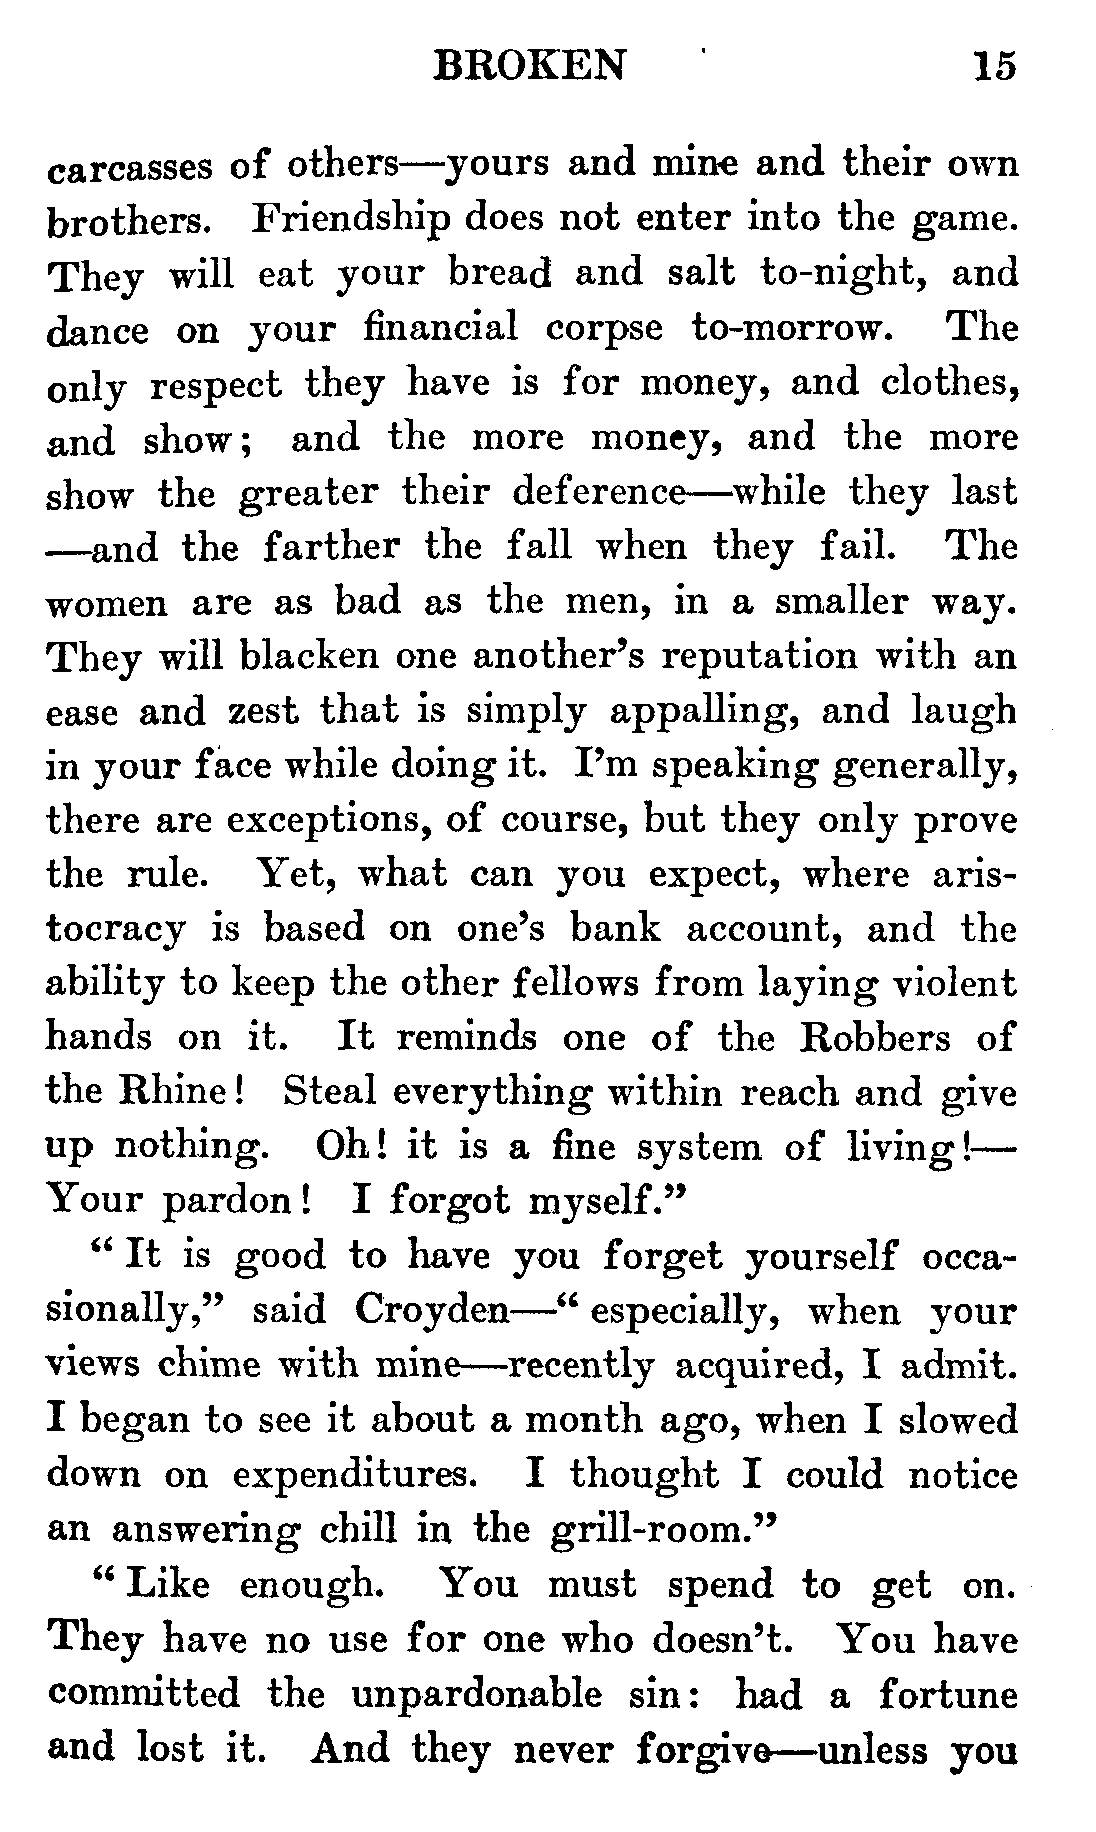 BROKEN 15
carcasses of others—yours and mine and their own
brothers. Friendship does not enter into the game.
They will eat your bread and salt to-night, and
dance on your financial corpse to-morrow. The
only respect they have is for money, and clothes,
and show; and the more money, and the more
show the greater their deference—while they last
—and the farther the fall when they fail. The
women are as bad as the men, in a smaller way.
They will blacken one another's reputation with an
ease and zest that is simply appalling, and laugh
in your face while doing it. I'm speaking generally,
there are exceptions, of course, but they only prove
the rule. Yet, what can you expect, where aris-
tocracy is based on one's bank account, and the
ability to keep the other fellows from laying violent
hands on it. It reminds one of the Robbers of
the Rhine! Steal everything within reach and give
up nothing. Oh! it is a fine system of living!—
Your pardon! I forgot myself."
"It is good to have you forget yourself occa-
sionally," said Croyden—"especially, when your
views chime with mine—recently acquired, I admit.
I began to see it about a month ago, when I slowed
down on expenditures. I thought I could notice
an answering chill in the grill-room."
"Like enough. You must spend to get on.
They have no use for one who doesn't. You have
committed the unpardonable sin: had a fortune
and lost it. And they never forgive—unless you